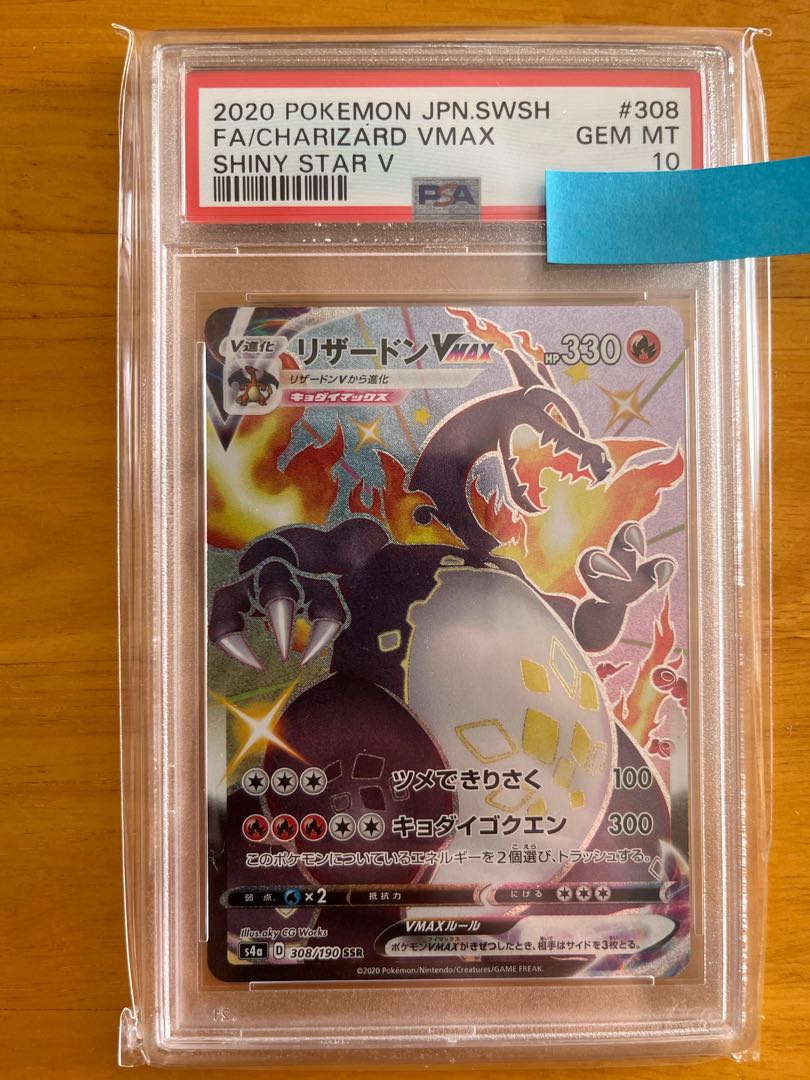 2020 POKEMON JPN.SWSH #308
FA/CHARIZARD VMAX GEM MT
SHINY STAR V 10
PSA
V進化
リザードンVMAX HP330
リザードンVから進化
キョダイマックス
ツメできりさく 100
キョダイゴクエン 300
このポケモンについているエネルギーを2個選び、トラッシュする。
弱点 ×2 抵抗力 にげる
VMAXルール
ポケモンVMAXがきぜつしたとき、相手はサイドを3枚とる。
Illus.aky CG Works
s4a D 308/190 SSR
©2020 Pokémon/Nintendo/Creatures/GAME FREAK.